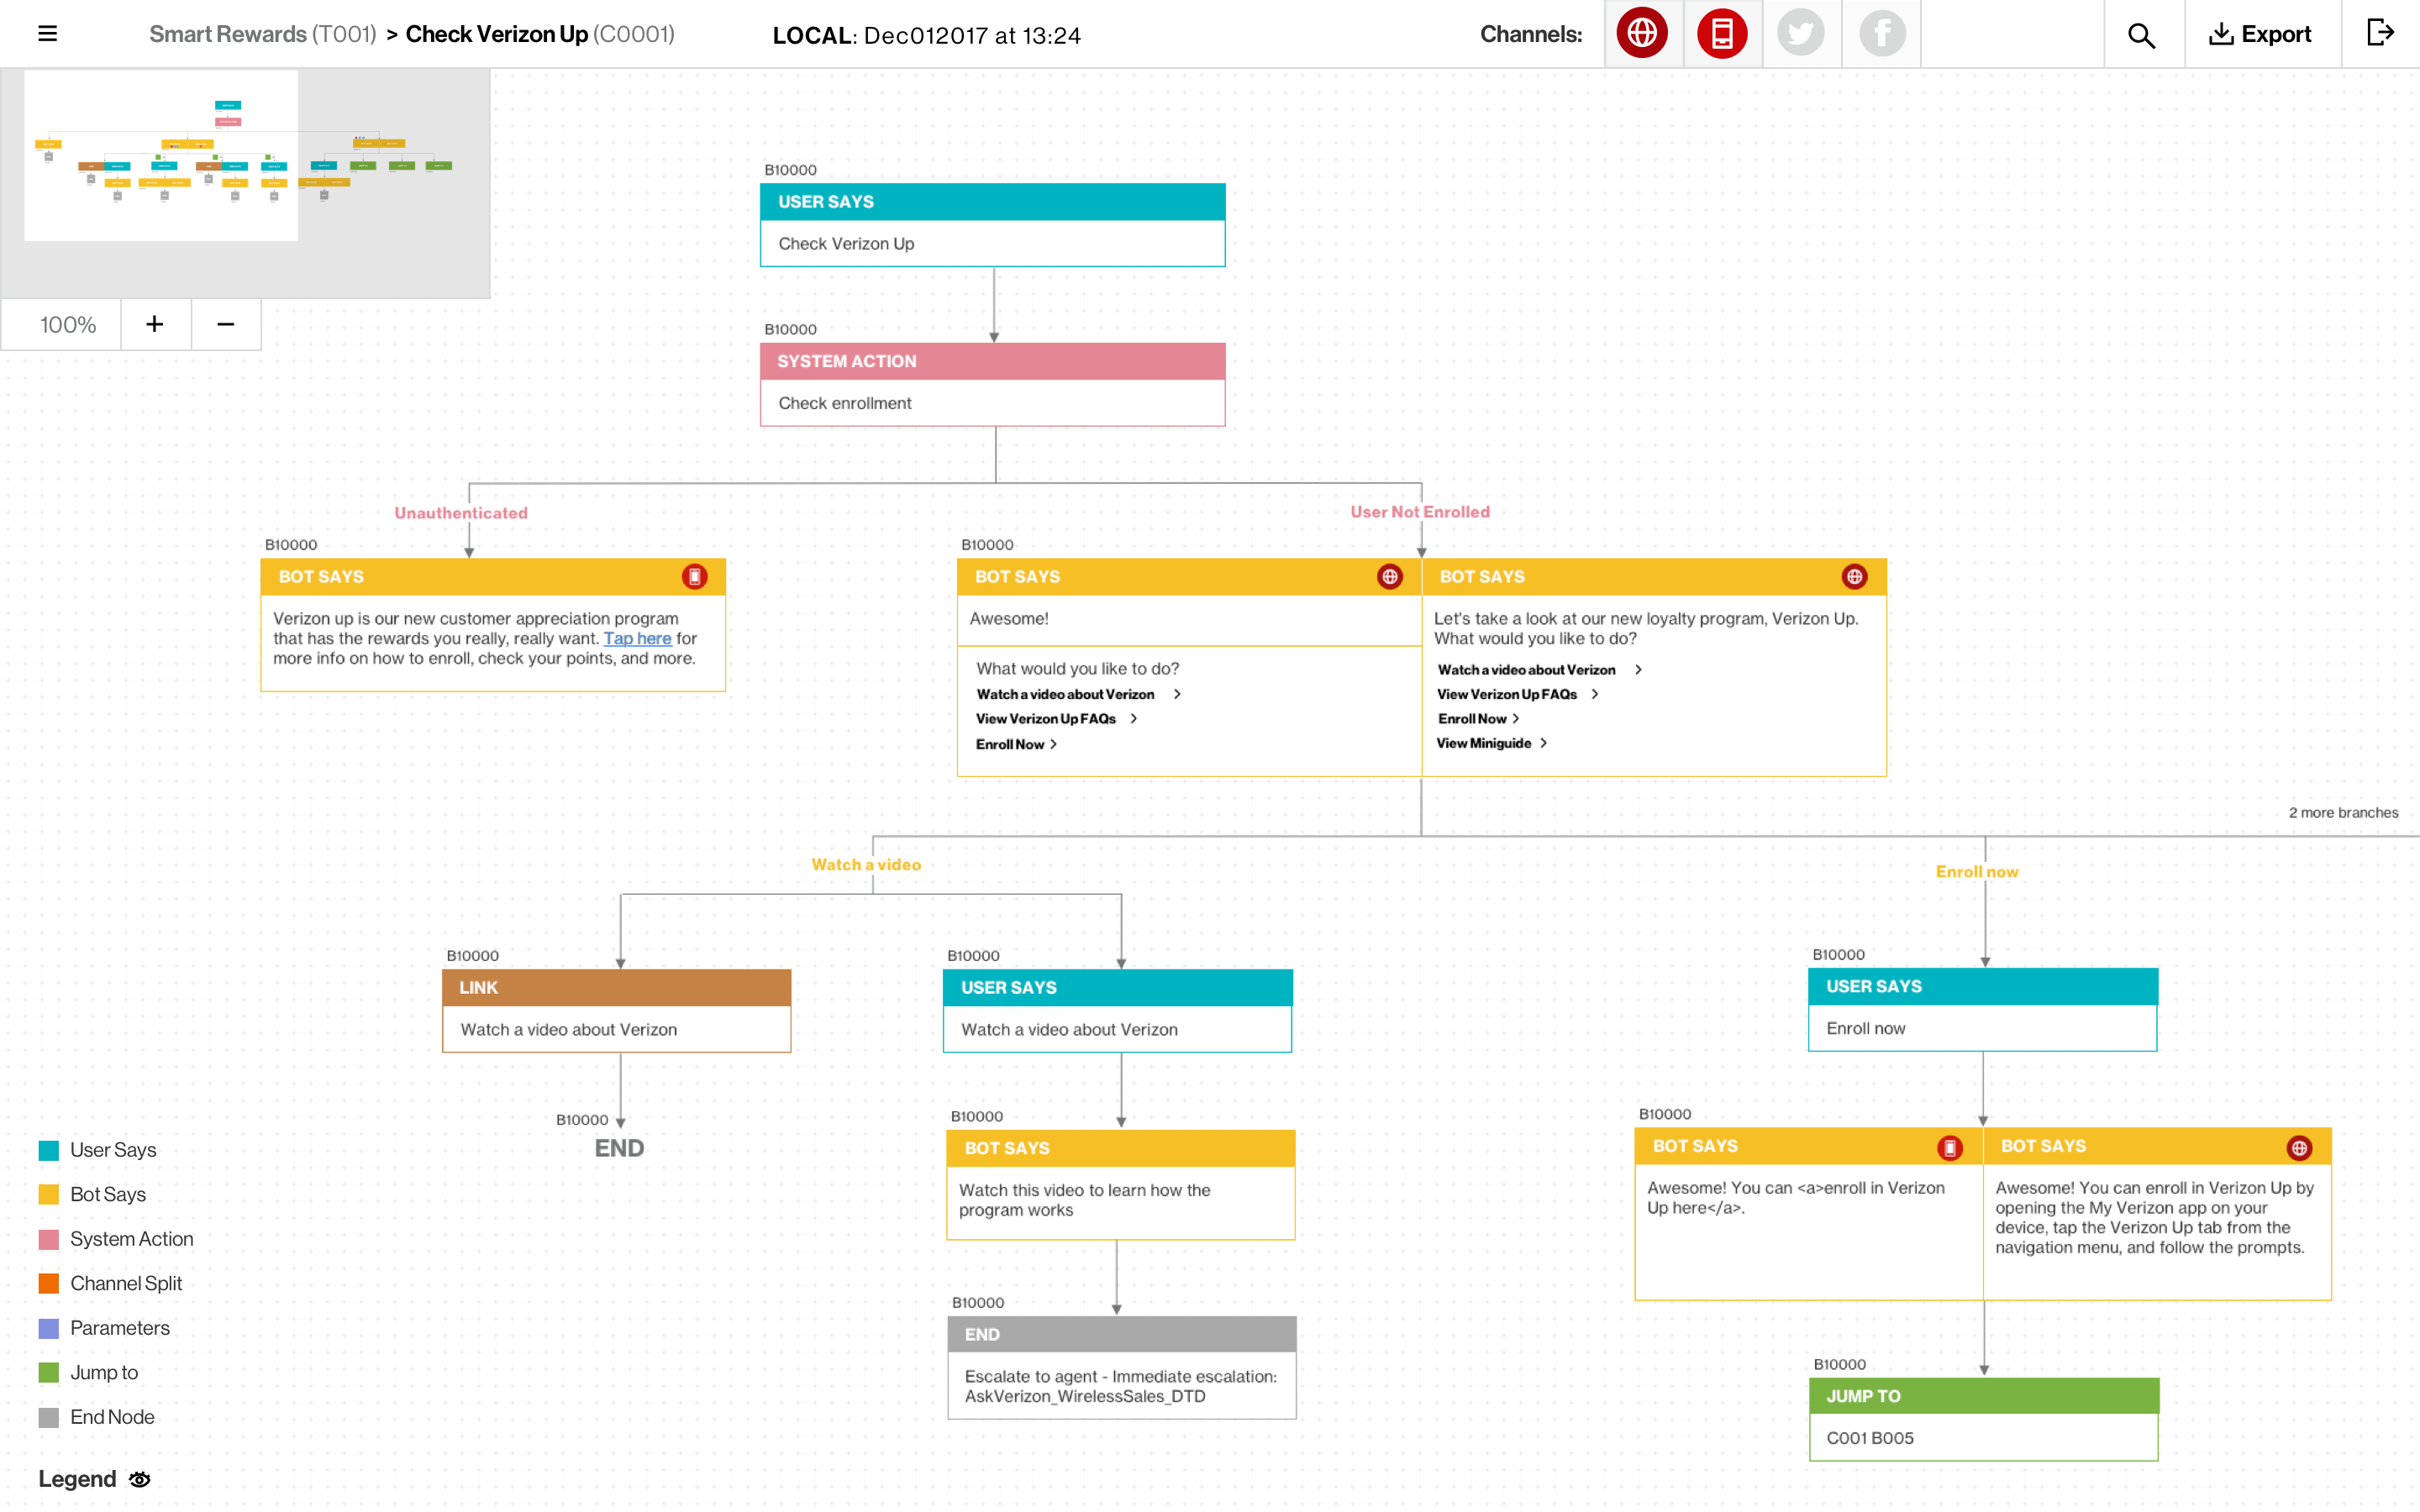 Smart Rewards (T001) > Check Verizon Up (C0001)
LOCAL: Dec012017 at 13:24
Channels:
Export
100%
+
−
B10000
USER SAYS
Check Verizon Up
B10000
SYSTEM ACTION
Check enrollment
Unauthenticated
User Not Enrolled
B10000
BOT SAYS
Verizon up is our new customer appreciation program
that has the rewards you really, really want. Tap here for
more info on how to enroll, check your points, and more.
B10000
BOT SAYS
Awesome!
What would you like to do?
Watch a video about Verizon >
View Verizon Up FAQs >
Enroll Now >
BOT SAYS
Let's take a look at our new loyalty program, Verizon Up.
What would you like to do?
Watch a video about Verizon >
View Verizon Up FAQs >
Enroll Now >
View Miniguide >
2 more branches
Watch a video
Enroll now
B10000
LINK
Watch a video about Verizon
B10000
END
B10000
USER SAYS
Watch a video about Verizon
B10000
BOT SAYS
Watch this video to learn how the
program works
B10000
END
Escalate to agent - Immediate escalation:
AskVerizon_WirelessSales_DTD
B10000
USER SAYS
Enroll now
B10000
BOT SAYS
Awesome! You can <a>enroll in Verizon
Up here</a>.
BOT SAYS
Awesome! You can enroll in Verizon Up by
opening the My Verizon app on your
device, tap the Verizon Up tab from the
navigation menu, and follow the prompts.
B10000
JUMP TO
C001 B005
User Says
Bot Says
System Action
Channel Split
Parameters
Jump to
End Node
Legend